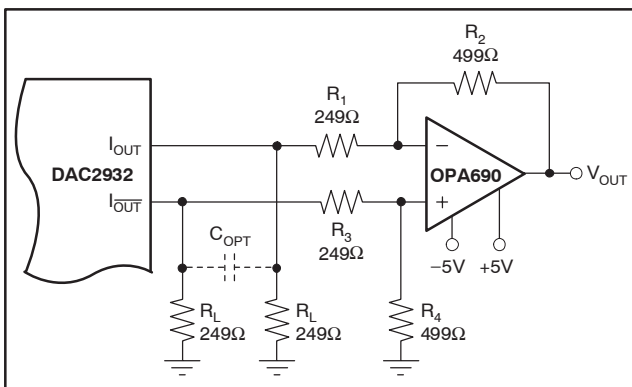 R2
499Ω
R1
249Ω
IOUT
DAC2932
OPA690
VOUT
IOUT
COPT
R3
249Ω
−5V
+5V
RL
249Ω
RL
249Ω
R4
499Ω
−
+